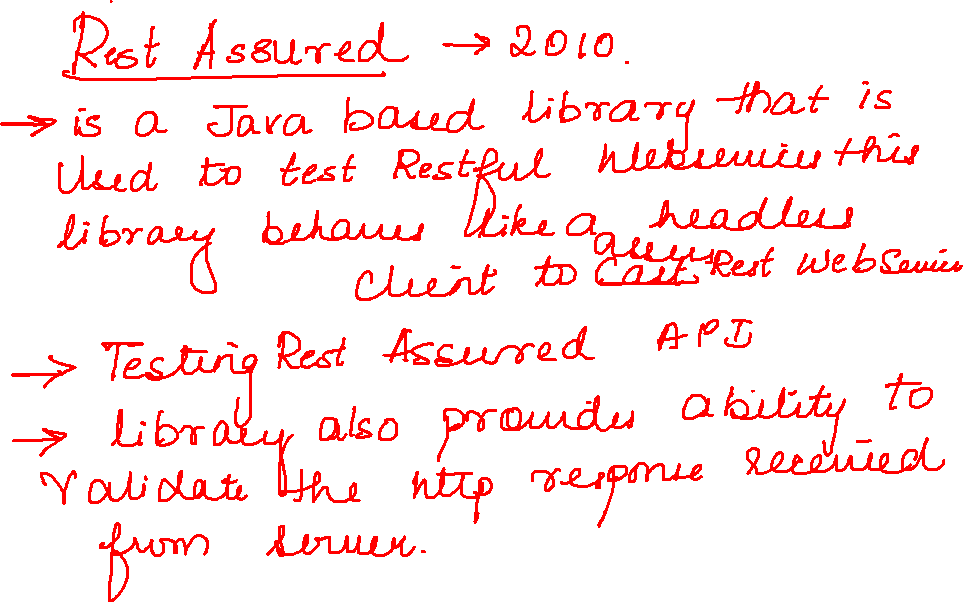 Rest Assured → 2010.
→ is a Java based library that is
Used to test Restful Webservices this
library behaves like a headless
access
client to Rest WebService
→ Testing Rest Assured API
→ library also provides ability to
Validate the http response received
from server.